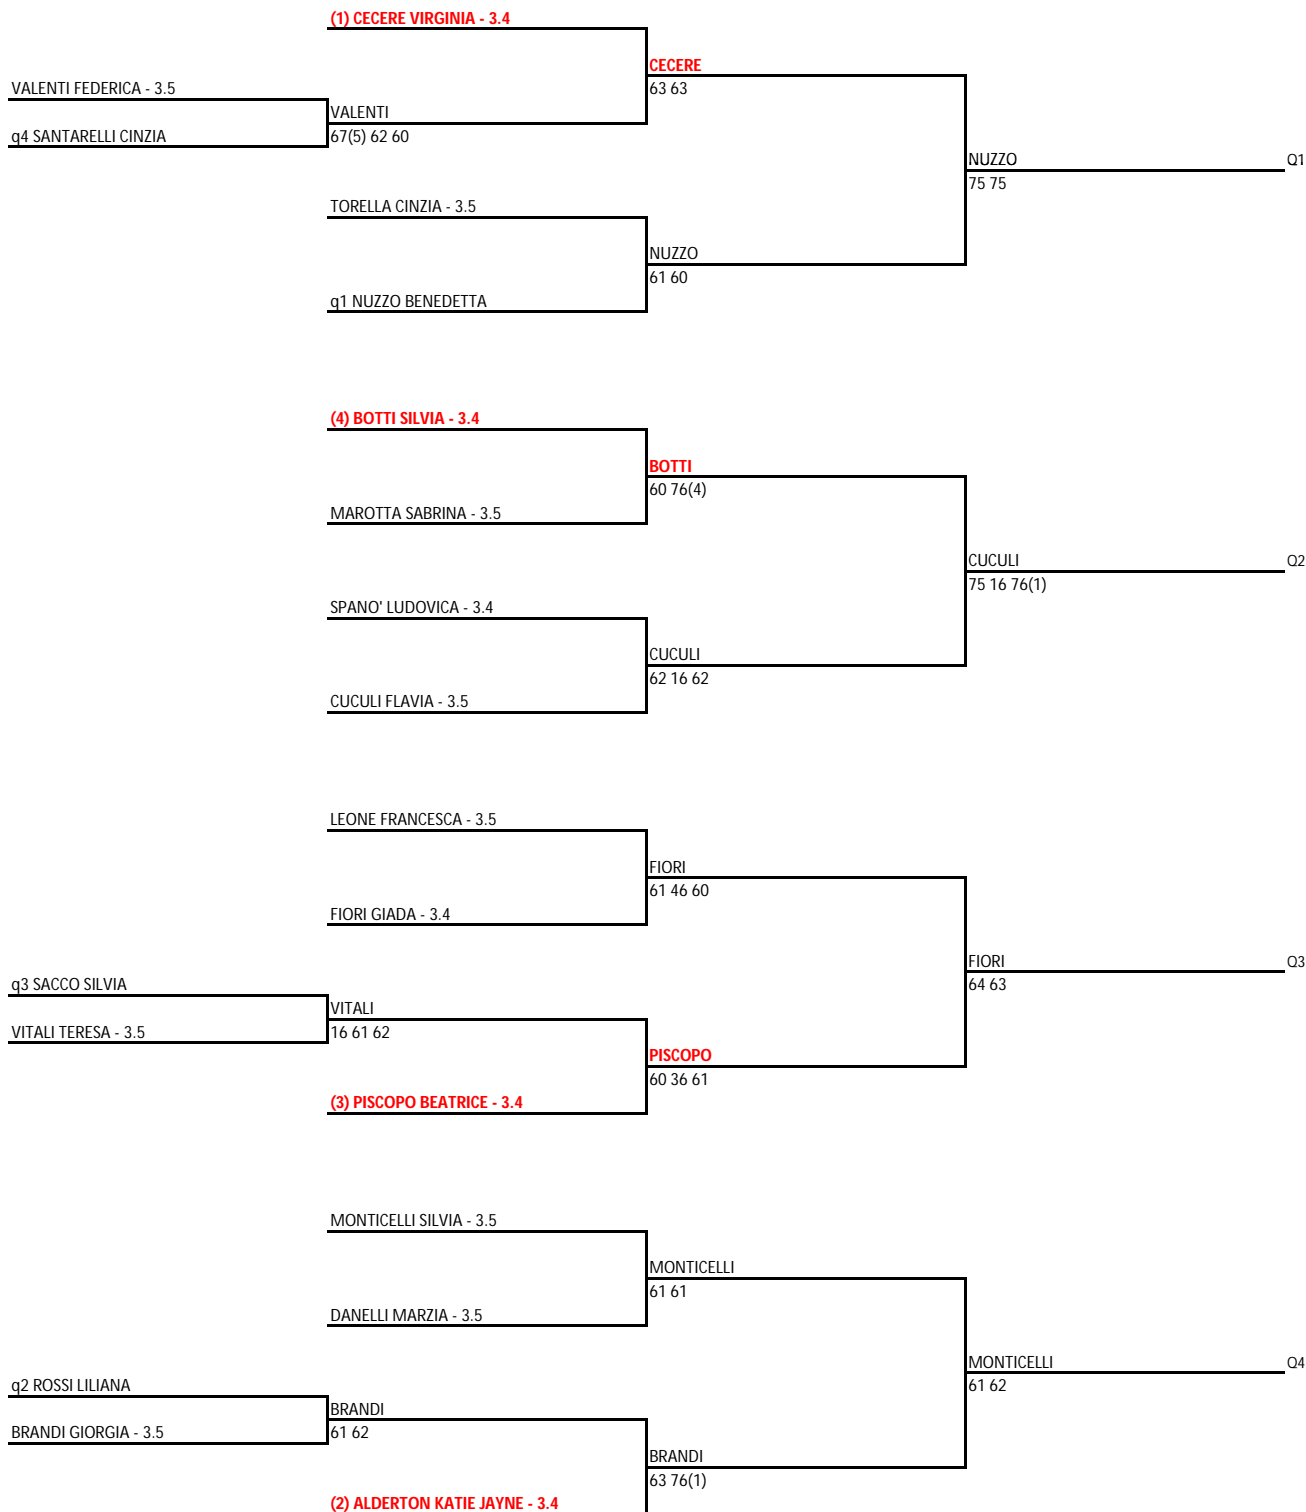 (1) CECERE VIRGINIA - 3.4
CECERE
63 63
VALENTI FEDERICA - 3.5
VALENTI
67(5) 62 60
q4 SANTARELLI CINZIA
NUZZO
Q1
75 75
TORELLA CINZIA - 3.5
NUZZO
61 60
q1 NUZZO BENEDETTA
(4) BOTTI SILVIA - 3.4
BOTTI
60 76(4)
MAROTTA SABRINA - 3.5
CUCULI
Q2
75 16 76(1)
SPANO' LUDOVICA - 3.4
CUCULI
62 16 62
CUCULI FLAVIA - 3.5
LEONE FRANCESCA - 3.5
FIORI
61 46 60
FIORI GIADA - 3.4
FIORI
Q3
64 63
q3 SACCO SILVIA
VITALI
16 61 62
VITALI TERESA - 3.5
PISCOPO
60 36 61
(3) PISCOPO BEATRICE - 3.4
MONTICELLI SILVIA - 3.5
MONTICELLI
61 61
DANELLI MARZIA - 3.5
MONTICELLI
Q4
61 62
q2 ROSSI LILIANA
BRANDI
61 62
BRANDI GIORGIA - 3.5
BRANDI
63 76(1)
(2) ALDERTON KATIE JAYNE - 3.4